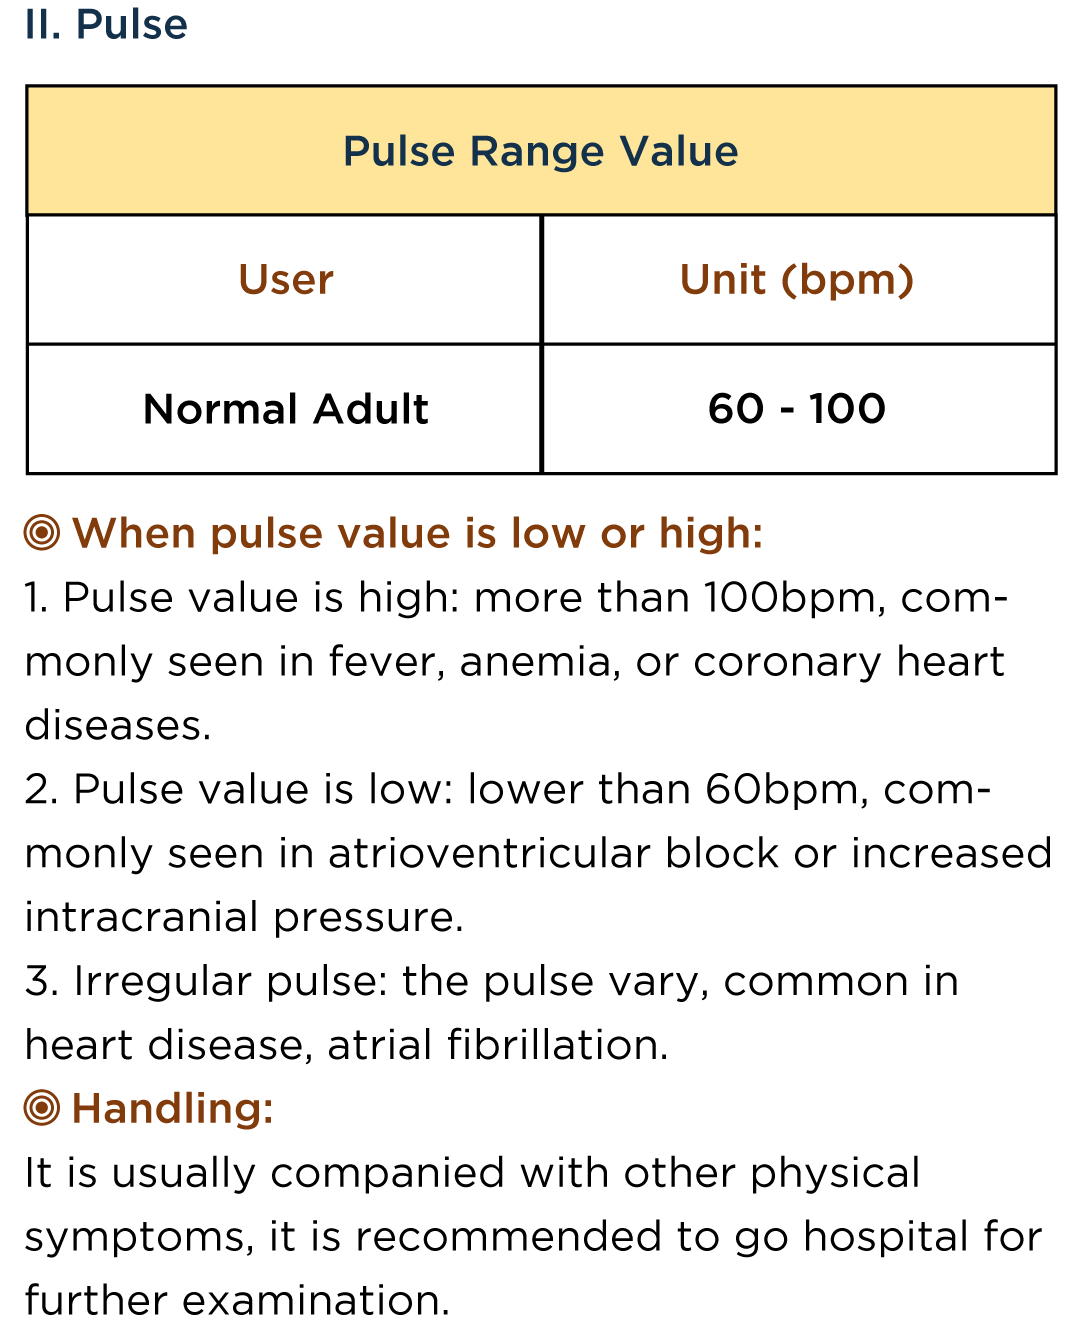 II. Pulse
Pulse Range Value
User Unit (bpm)
Normal Adult 60 - 100
When pulse value is low or high:
1. Pulse value is high: more than 100bpm, com-
monly seen in fever, anemia, or coronary heart
diseases.
2. Pulse value is low: lower than 60bpm, com-
monly seen in atrioventricular block or increased
intracranial pressure.
3. Irregular pulse: the pulse vary, common in
heart disease, atrial fibrillation.
Handling:
It is usually companied with other physical
symptoms, it is recommended to go hospital for
further examination.